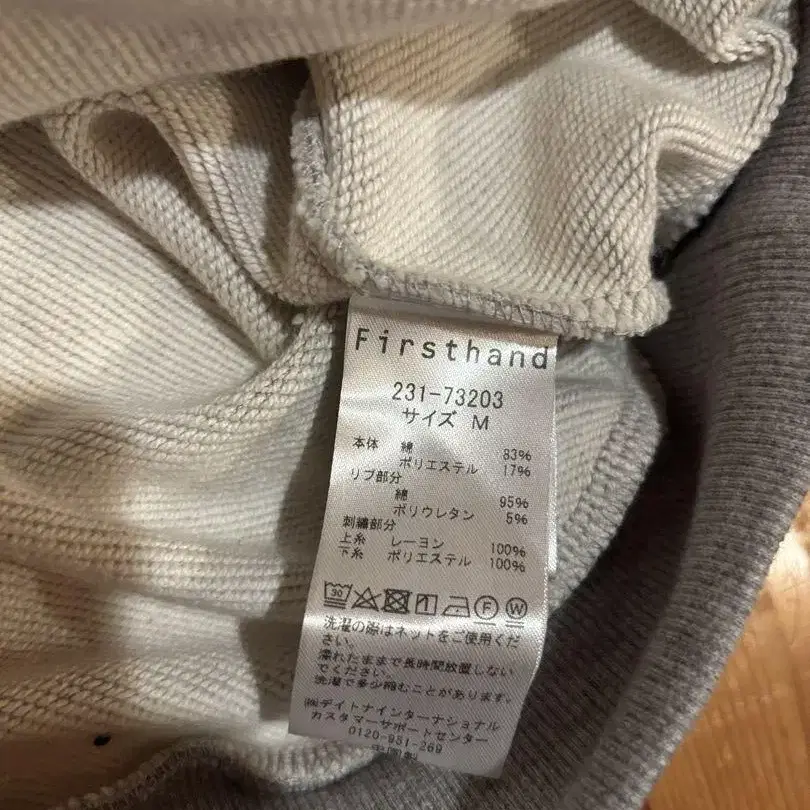 Firsthand
231-73203
サイズ M
本体 綿 83%
ポリエステル 17%
リブ部分
綿 95%
ポリウレタン 5%
刺繍部分
上糸 レーヨン 100%
下糸 ポリエステル 100%
30 F W
洗濯の際はネットをご使用くだ
さい。
濡れたままで長時間放置しない
でください。
洗濯で多少縮むことがあります。
㈱デイトナインターナショナル
カスタマーサポートセンター
0120-951-269
中国製